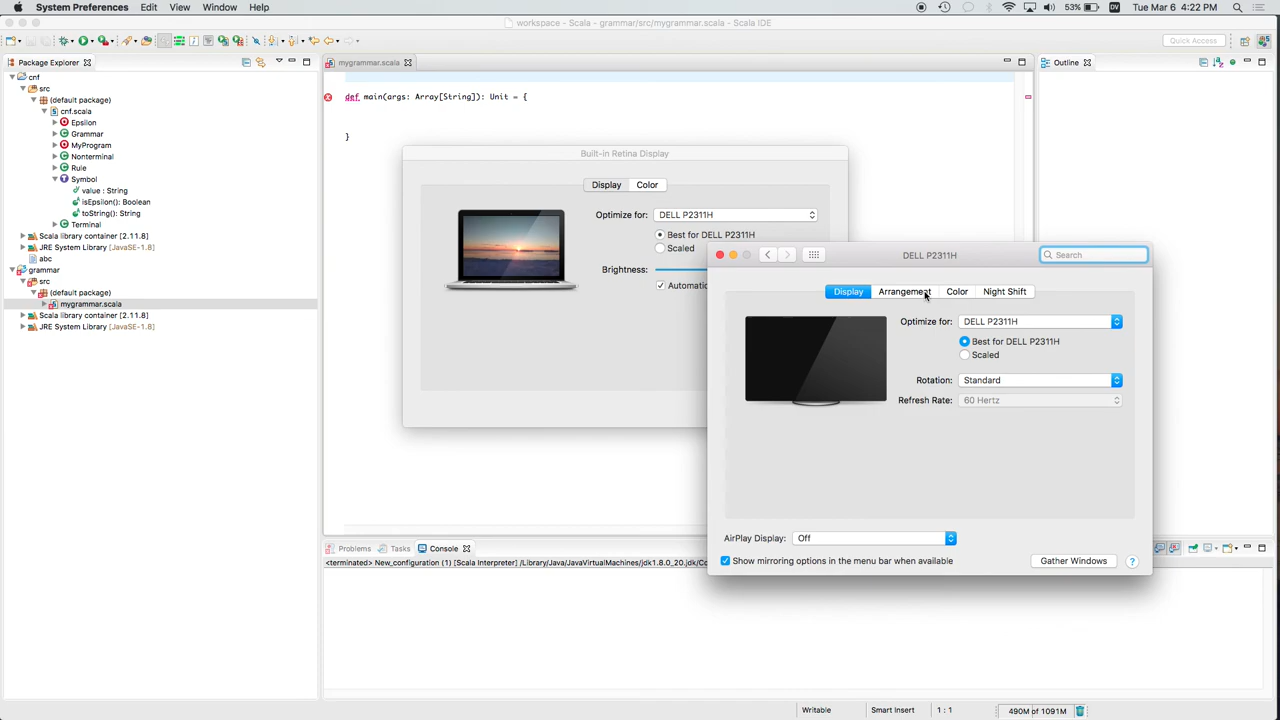 System Preferences Edit View Window Help
53% DV Tue Mar 6 4:22 PM
workspace - Scala - grammar/src/mygrammar.scala - Scala IDE
Quick Access
Package Explorer
mygrammar.scala
Outline
cnf
src
(default package)
cnf.scala
Epsilon
Grammar
MyProgram
Nonterminal
Rule
Symbol
value : String
isEpsilon(): Boolean
toString(): String
Terminal
Scala library container [2.11.8]
JRE System Library [JavaSE-1.8]
abc
grammar
src
(default package)
mygrammar.scala
Scala library container [2.11.8]
JRE System Library [JavaSE-1.8]
def main(args: Array[String]): Unit = {
}
Built-in Retina Display
Display Color
Optimize for: DELL P2311H
Best for DELL P2311H
Scaled
Brightness:
Automatic
DELL P2311H
Search
Display Arrangement Color Night Shift
Optimize for: DELL P2311H
Best for DELL P2311H
Scaled
Rotation: Standard
Refresh Rate: 60 Hertz
AirPlay Display: Off
Show mirroring options in the menu bar when available
Gather Windows ?
Problems Tasks Console
<terminated> New_configuration (1) [Scala Interpreter] /Library/Java/JavaVirtualMachines/jdk1.8.0_20.jdk/Co
Writable Smart Insert 1 : 1 490M of 1091M